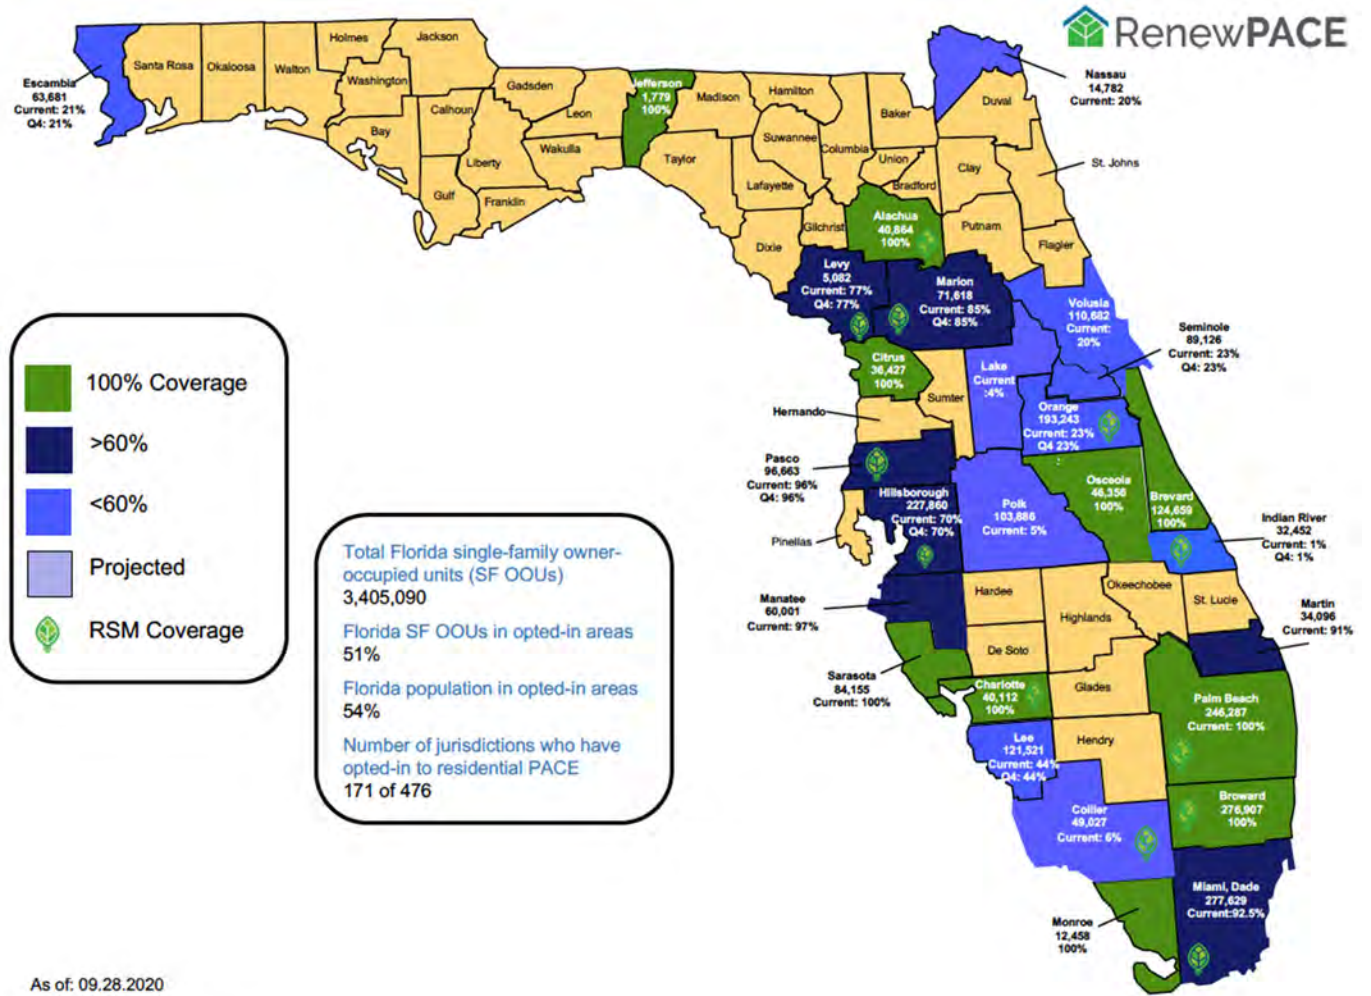 RenewPACE
Escambia
63,681
Current: 21%
Q4: 21%
Santa Rosa
Okaloosa
Walton
Holmes
Washington
Jackson
Bay
Calhoun
Gulf
Liberty
Gadsden
Franklin
Leon
Wakulla
Jefferson
1,779
100%
Madison
Taylor
Hamilton
Suwannee
Lafayette
Dixie
Columbia
Gilchrist
Baker
Union
Bradford
Nassau
14,782
Current: 20%
Duval
Clay
St. Johns
Putnam
Flagler
Alachua
40,864
100%
Levy
5,082
Current: 77%
Q4: 77%
Marion
71,618
Current: 85%
Q4: 85%
Volusia
110,682
Current:
20%
Seminole
89,126
Current: 23%
Q4: 23%
Citrus
36,427
100%
Sumter
Lake
Current
:4%
Orange
193,243
Current: 23%
Q4 23%
Hernando
Pasco
96,663
Current: 96%
Q4: 96%
Hillsborough
227,860
Current: 70%
Q4: 70%
Pinellas
Polk
103,886
Current: 5%
Osceola
46,356
100%
Brevard
124,659
100%
Indian River
32,452
Current: 1%
Q4: 1%
Manatee
60,001
Current: 97%
Hardee
Highlands
Okeechobee
St. Lucie
Martin
34,096
Current: 91%
De Soto
Sarasota
84,155
Current: 100%
Charlotte
40,112
100%
Glades
Palm Beach
246,287
Current: 100%
Lee
121,521
Current: 44%
Q4: 44%
Hendry
Collier
49,027
Current: 6%
Broward
276,907
100%
Miami, Dade
277,629
Current:92.5%
Monroe
12,458
100%
100% Coverage
>60%
<60%
Projected
RSM Coverage
Total Florida single-family owner-
occupied units (SF OOUs)
3,405,090
Florida SF OOUs in opted-in areas
51%
Florida population in opted-in areas
54%
Number of jurisdictions who have
opted-in to residential PACE
171 of 476
As of: 09.28.2020